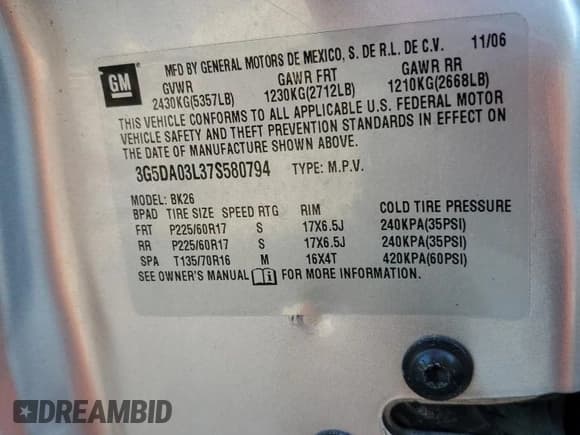 GM
MFD BY GENERAL MOTORS DE MEXICO, S. DE R.L. DE C.V. 11/06
GVWR GAWR FRT GAWR RR
2430KG(5357LB) 1230KG(2712LB) 1210KG(2668LB)
THIS VEHICLE CONFORMS TO ALL APPLICABLE U.S. FEDERAL MOTOR
VEHICLE SAFETY AND THEFT PREVENTION STANDARDS IN EFFECT ON
THE DATE OF MANUFACTURE SHOWN ABOVE.
3G5DA03L37S580794 TYPE: M.P.V.
MODEL: BK26
BPAD TIRE SIZE SPEED RTG RIM COLD TIRE PRESSURE
FRT P225/60R17 S 17X6.5J 240KPA(35PSI)
RR P225/60R17 S 17X6.5J 240KPA(35PSI)
SPA T135/70R16 M 16X4T 420KPA(60PSI)
SEE OWNER'S MANUAL i FOR MORE INFORMATION.
DREAMBID